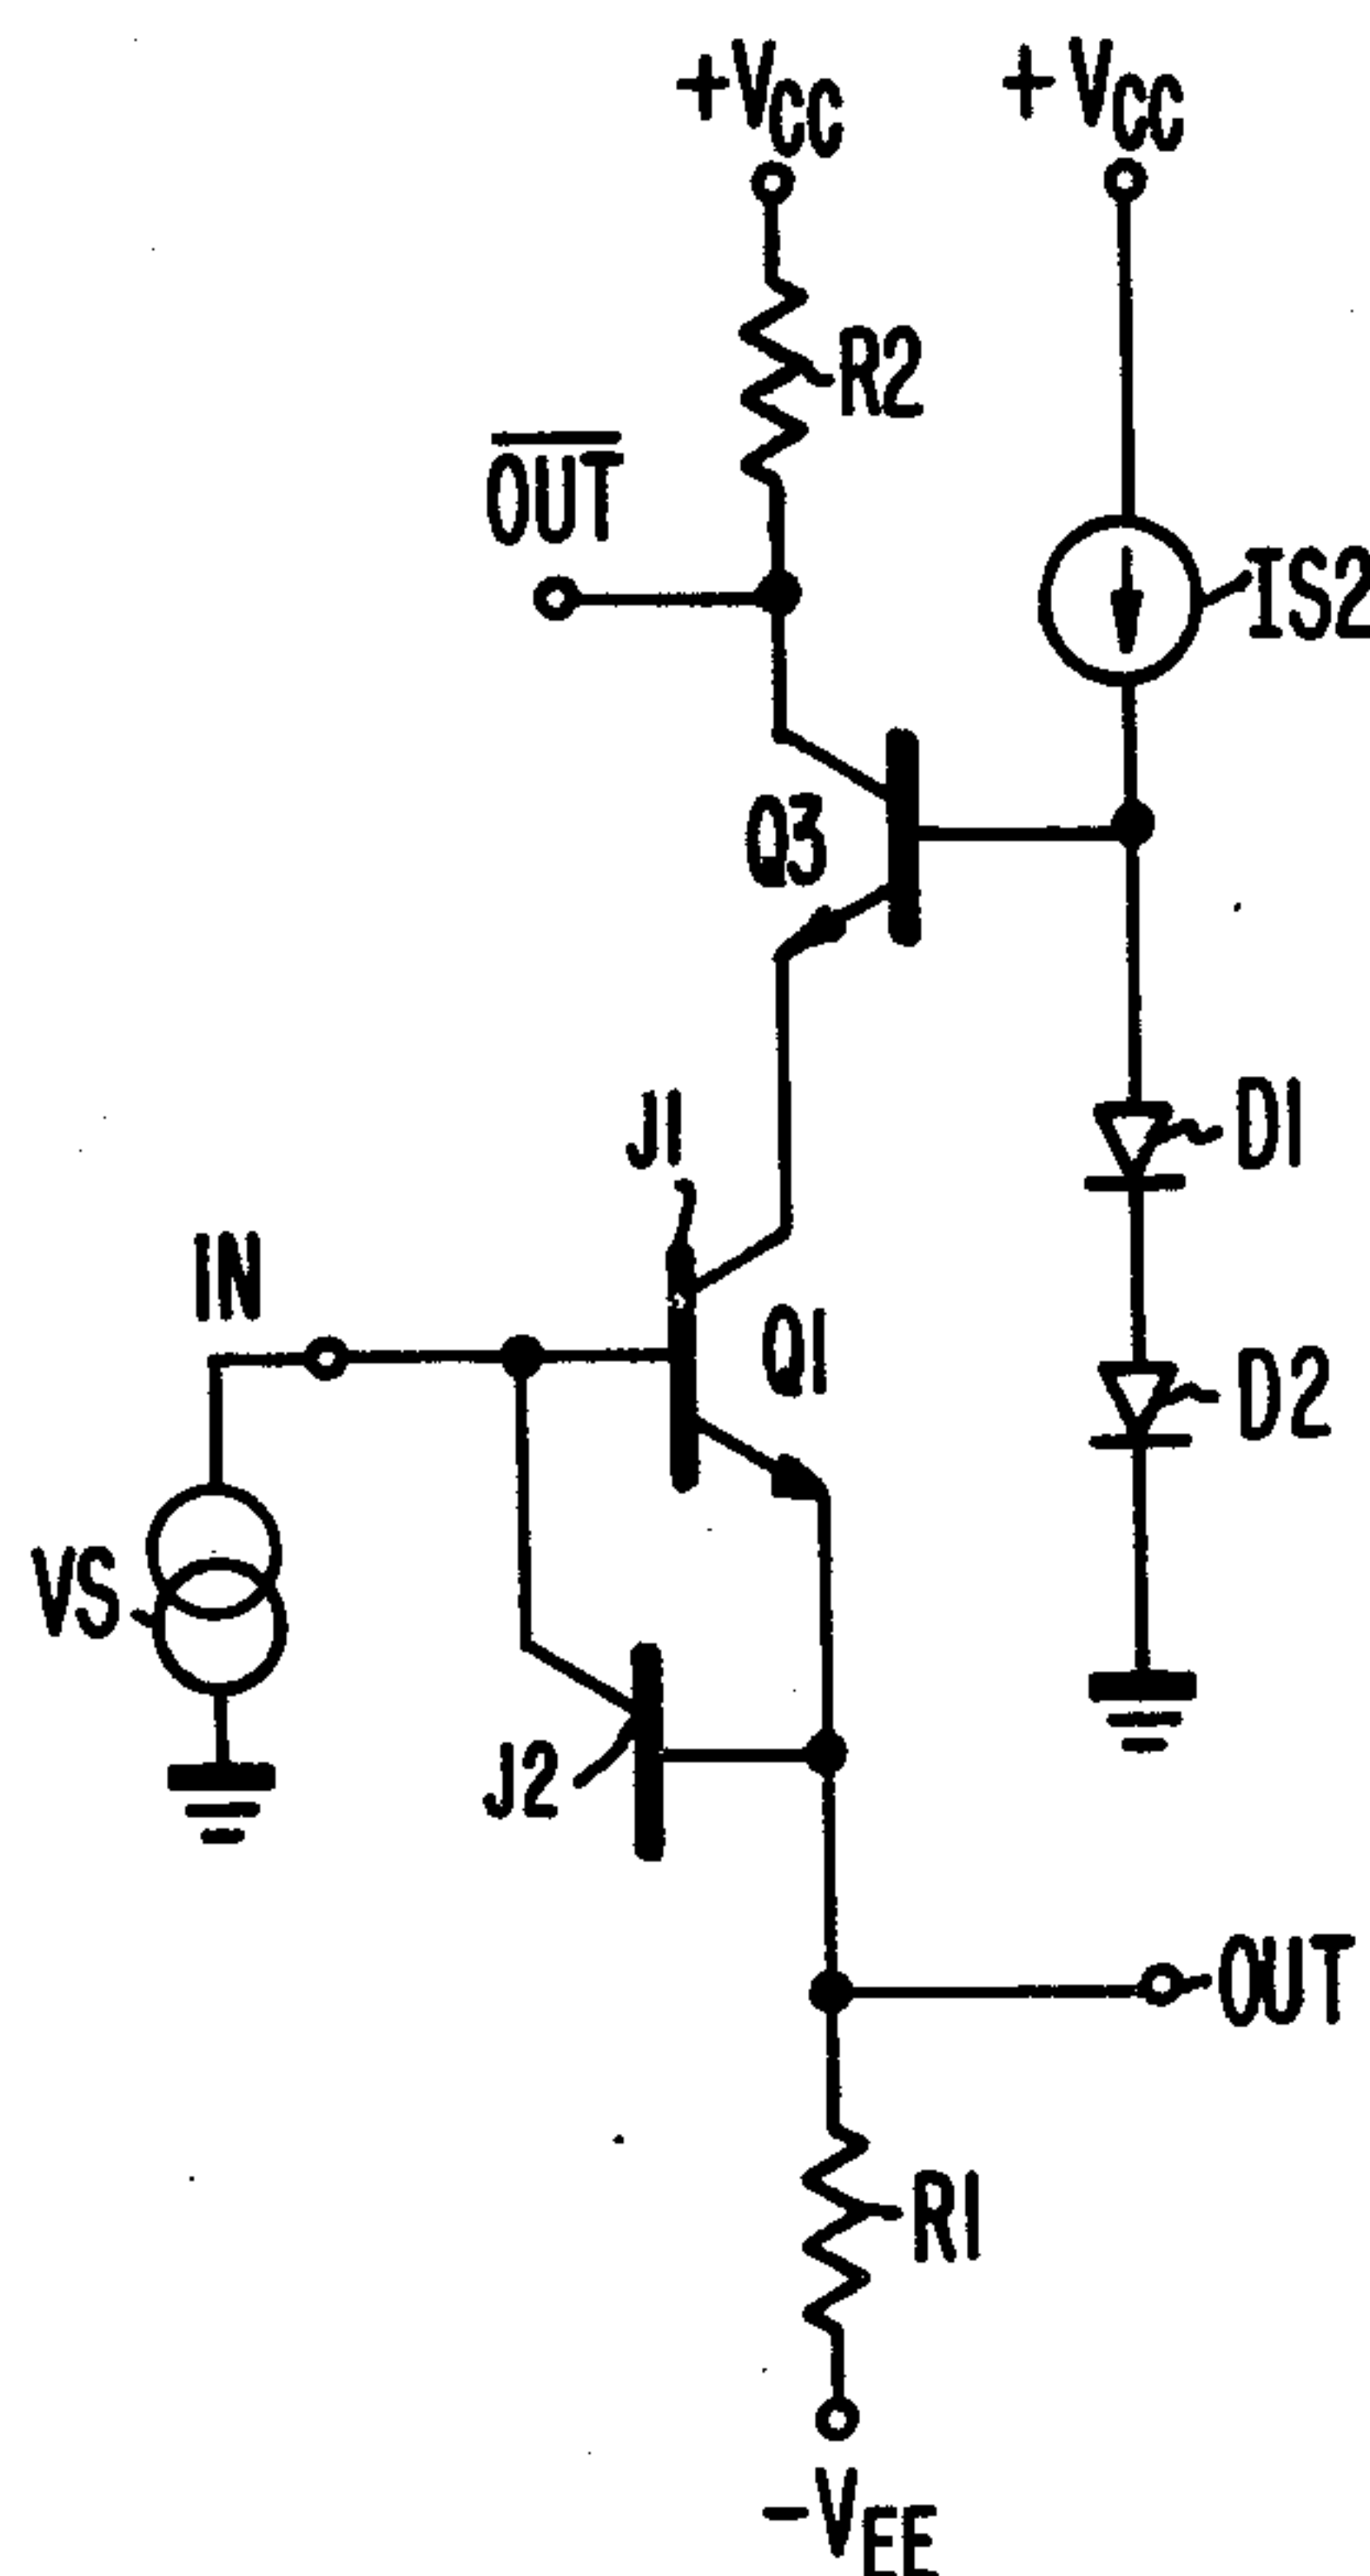 +VCC
+VCC
R2
OUT
IS2
Q3
J1
D1
IN
Q1
D2
VS
J2
OUT
R1
-VEE